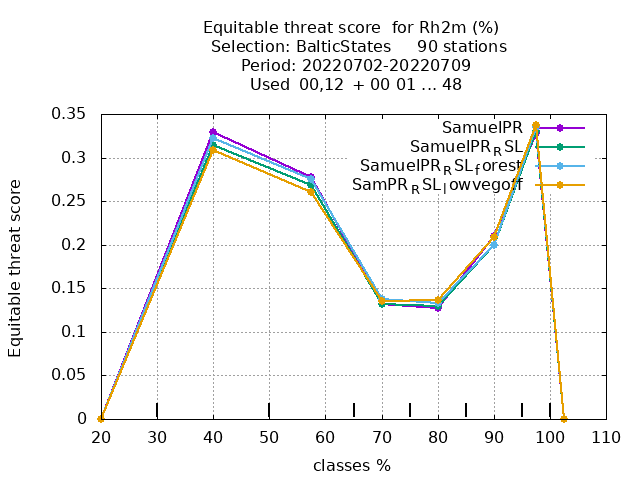 Equitable threat score for Rh2m (%)
Selection: BalticStates 90 stations
Period: 20220702-20220709
Used 00,12 + 00 01 ... 48
0.35
0.3
0.25
0.2
0.15
0.1
0.05
0
Equitable threat score
SamuelPR
SamuelPR_RSL
SamuelPR_RSL_forest
SamPR_RSL_lowvegoff
20 30 40 50 60 70 80 90 100 110
classes %